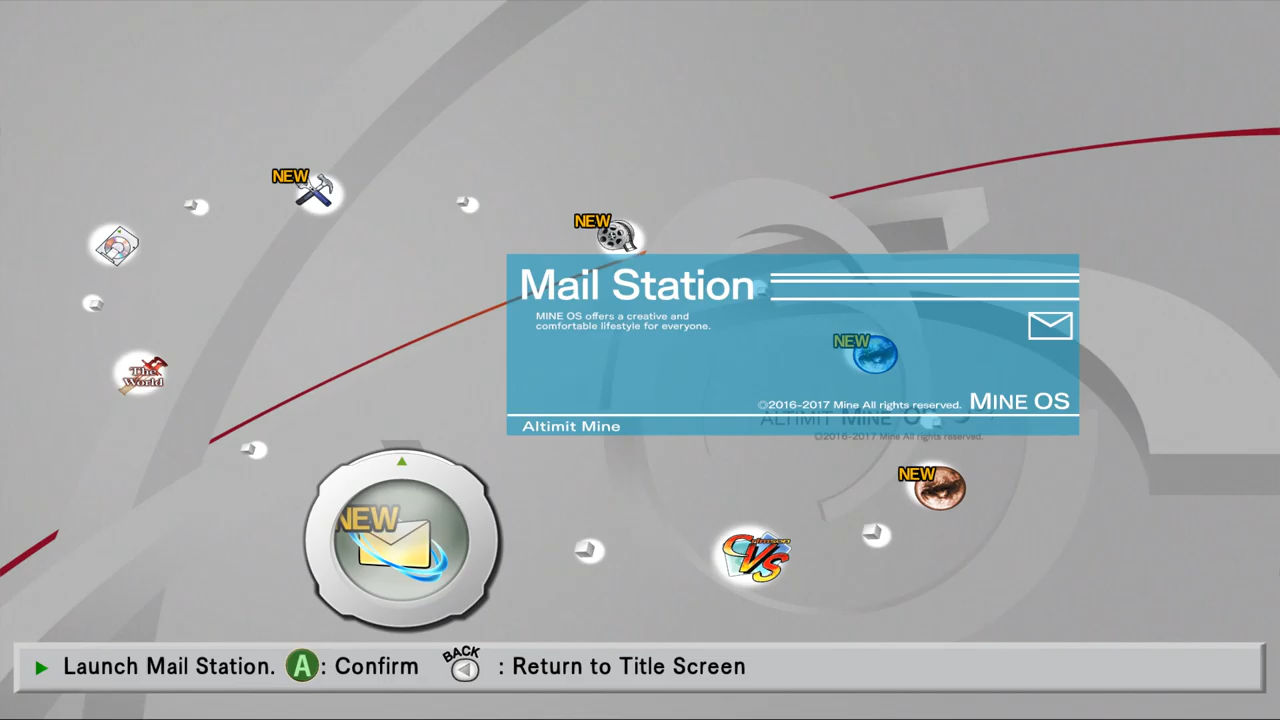 NEW
NEW
Mail Station
MINE OS offers a creative and
comfortable lifestyle for everyone.
NEW
The
World
©2016-2017 Mine All rights reserved. MINE OS
ALTIMIT MINE OS
Altimit Mine
©2016-2017 Mine All rights reserved.
NEW
NEW
CVS
Launch Mail Station. A : Confirm BACK : Return to Title Screen